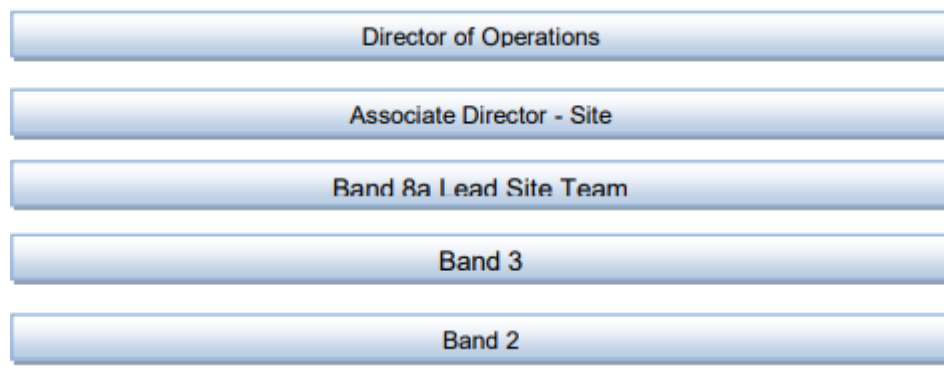 Director of Operations
Associate Director - Site
Band 8a Lead Site Team
Band 3
Band 2